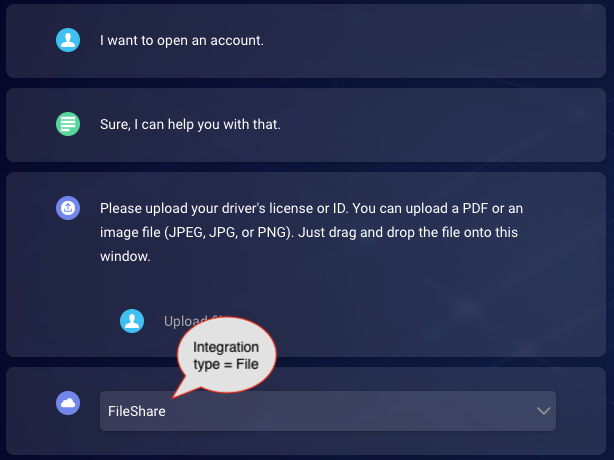 I want to open an account.
Sure, I can help you with that.
Please upload your driver's license or ID. You can upload a PDF or an
image file (JPEG, JPG, or PNG). Just drag and drop the file onto this
window.
Upload
Integration
type = File
FileShare